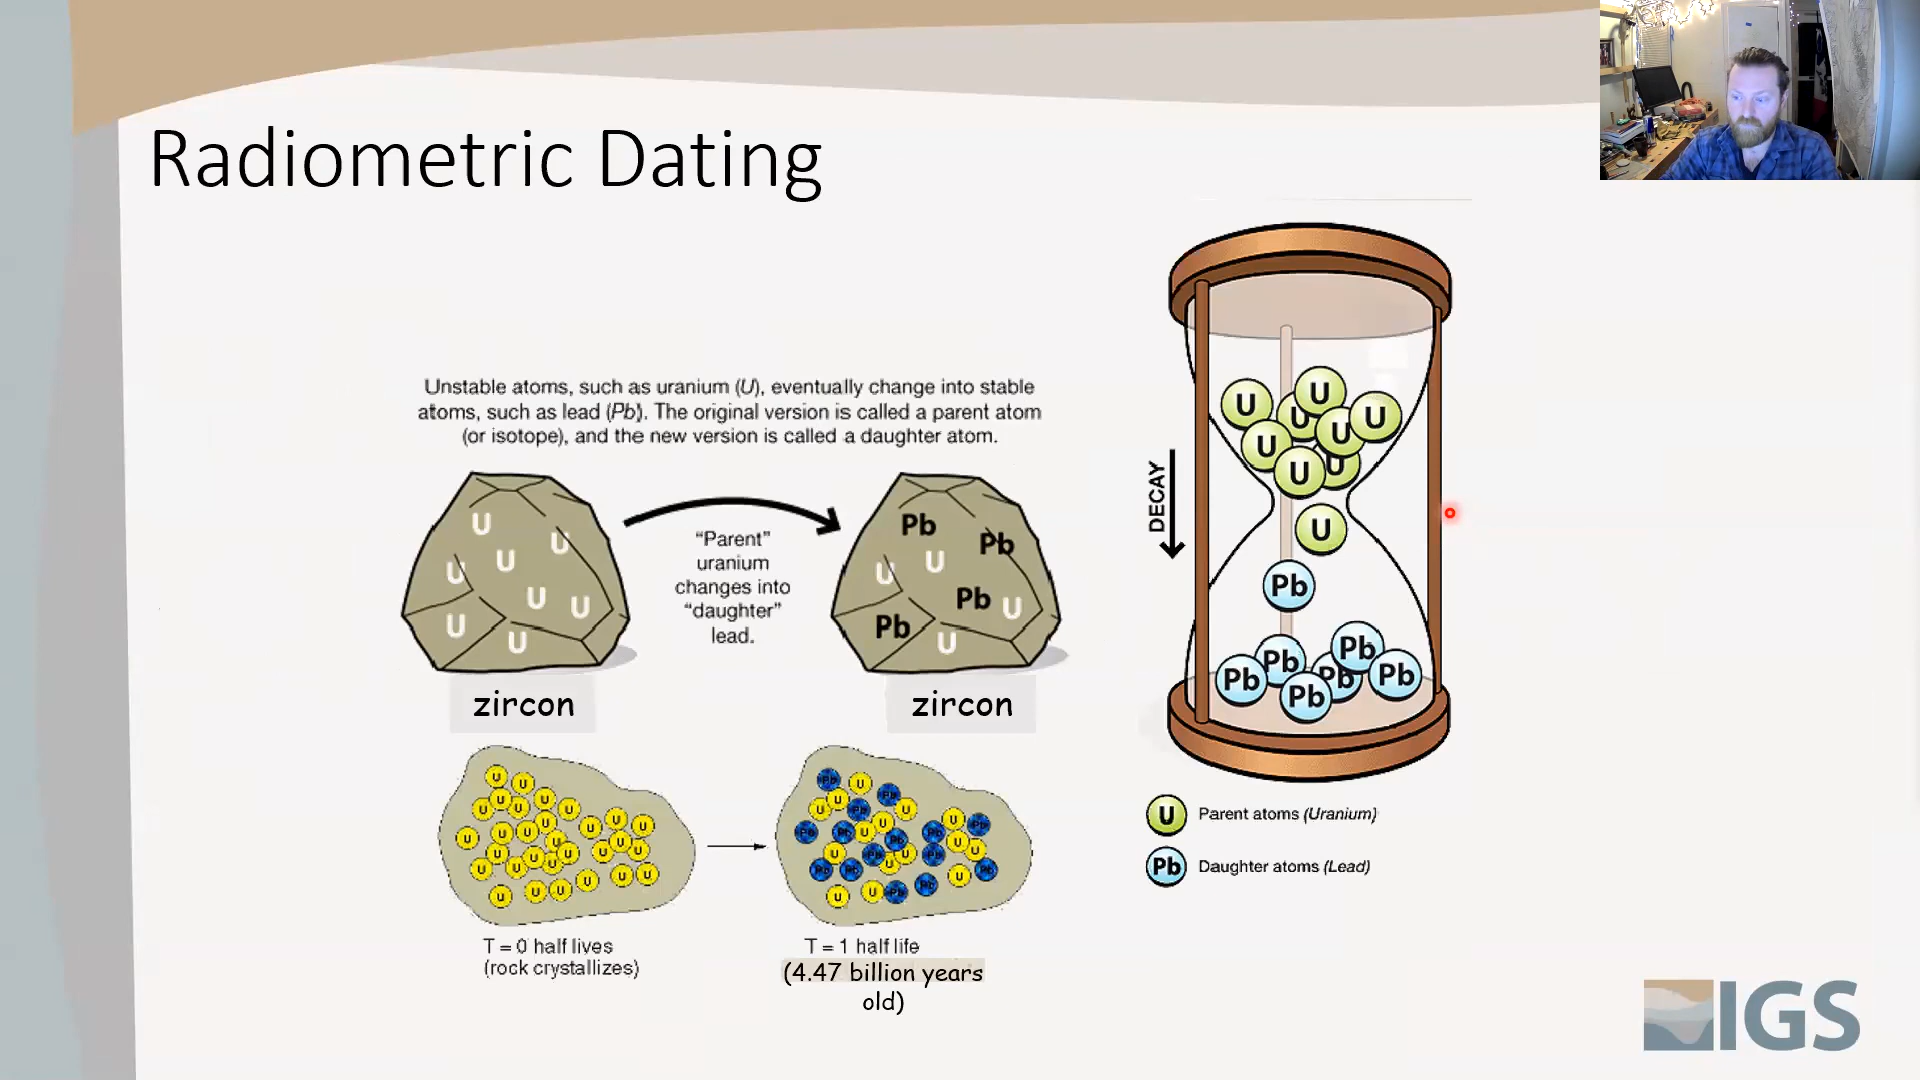 Radiometric Dating
Unstable atoms, such as uranium (U), eventually change into stable
atoms, such as lead (Pb). The original version is called a parent atom
(or isotope), and the new version is called a daughter atom.
U
U
U
U
U
U
U
U
“Parent”
uranium
changes into
“daughter”
lead.
Pb
Pb
U
U
Pb
U
Pb
U
zircon
zircon
U
U
U
U
U
U
U
U
U
DECAY
U
Pb
Pb
Pb
Pb
Pb
Pb
Pb
U Parent atoms (Uranium)
Pb Daughter atoms (Lead)
T = 0 half lives
(rock crystallizes)
T = 1 half life
(4.47 billion years
old)
IGS